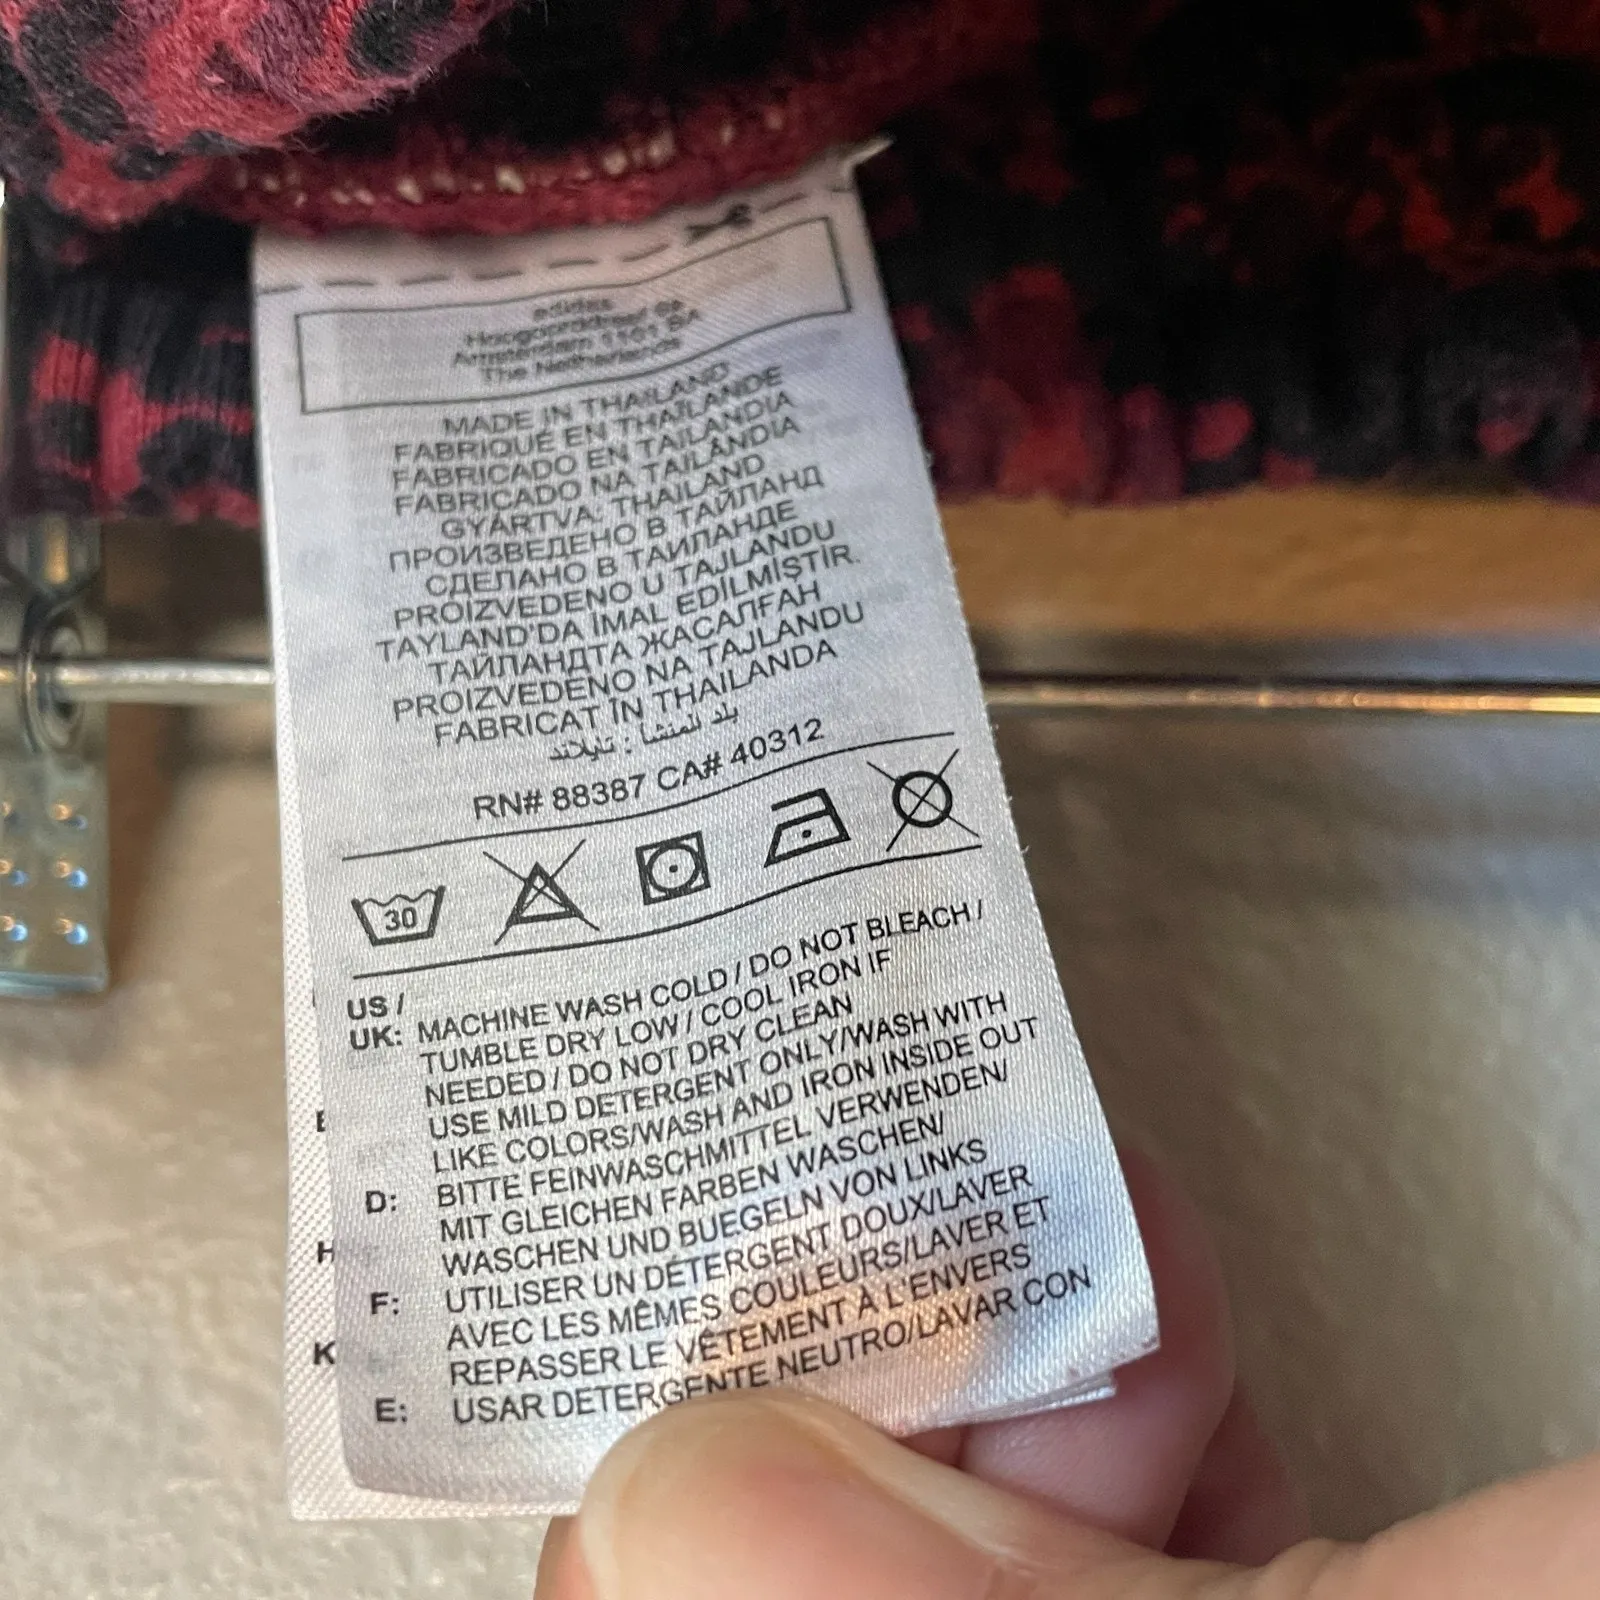 adidas
Hoogoorddreef 9a
Amsterdam 1101 BA
The Netherlands
MADE IN THAILAND
FABRIQUÉ EN THAÏLANDE
FABRICADO EN TAILANDIA
FABRICADO NA TAILÂNDIA
GYÁRTVA: THAILAND
ПРОИЗВЕДЕНО В ТАЙЛАНД
СДЕЛАНО В ТАИЛАНДЕ
PROIZVEDENO U TAJLANDU
TAYLAND'DA İMAL EDİLMİŞTİR.
ТАЙЛАНДТА ЖАСАЛҒАН
PROIZVEDENO NA TAJLANDU
FABRICAT ÎN THAILANDA
بلد المنشأ : تايلاند
RN# 88387 CA# 40312
30
US /
UK: MACHINE WASH COLD / DO NOT BLEACH /
TUMBLE DRY LOW / COOL IRON IF
NEEDED / DO NOT DRY CLEAN
USE MILD DETERGENT ONLY/WASH WITH
LIKE COLORS/WASH AND IRON INSIDE OUT
D: BITTE FEINWASCHMITTEL VERWENDEN/
MIT GLEICHEN FARBEN WASCHEN/
WASCHEN UND BUEGELN VON LINKS
F: UTILISER UN DÉTERGENT DOUX/LAVER
AVEC LES MÊMES COULEURS/LAVER ET
REPASSER LE VÊTEMENT À L'ENVERS
E: USAR DETERGENTE NEUTRO/LAVAR CON
H
K